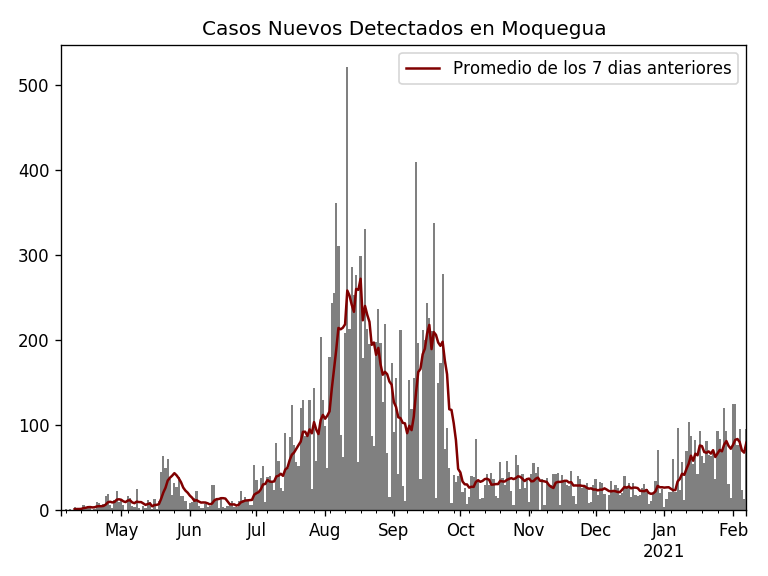 Casos Nuevos Detectados en Moquegua
Promedio de los 7 dias anteriores
500
400
300
200
100
0
May Jun Jul Aug Sep Oct Nov Dec Jan Feb
2021